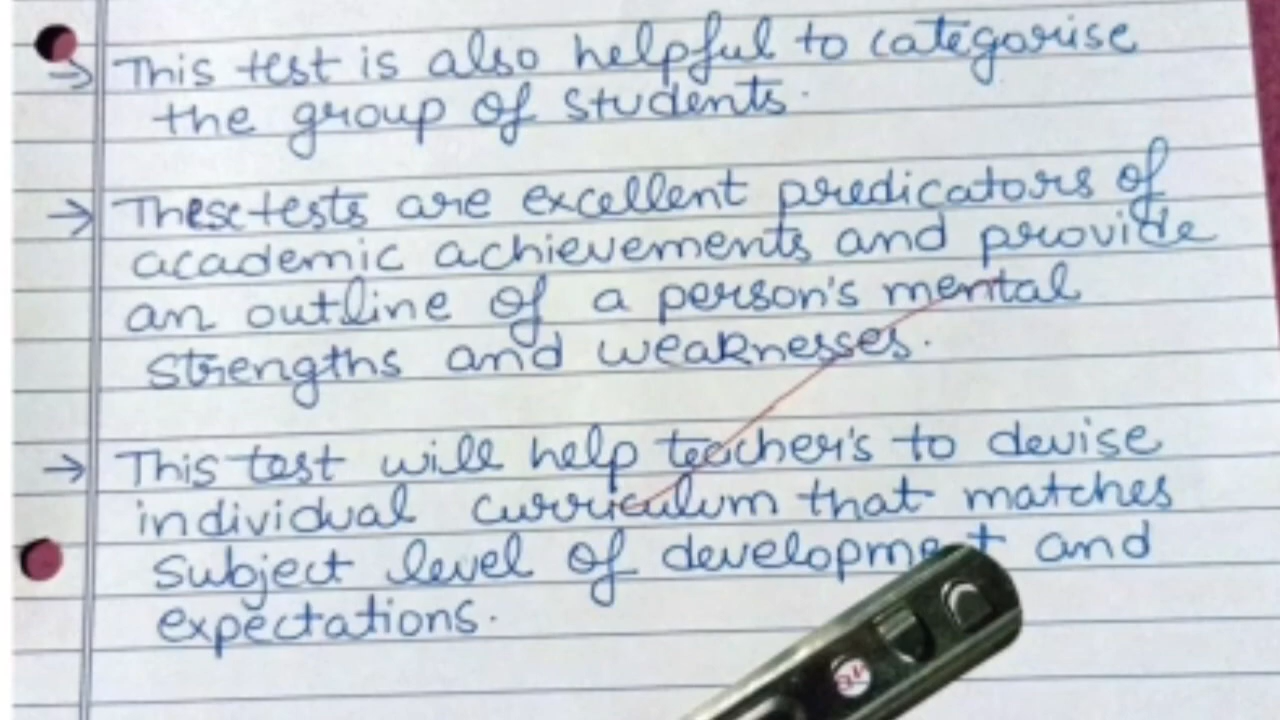 → This test is also helpful to categorise
the group of students.
→ These tests are excellent predicators of
academic achievements and provide
an outline of a person's mental
strengths and weaknesses.
→ This test will help teacher's to devise
individual curriculum that matches
subject level of development and
expectations.